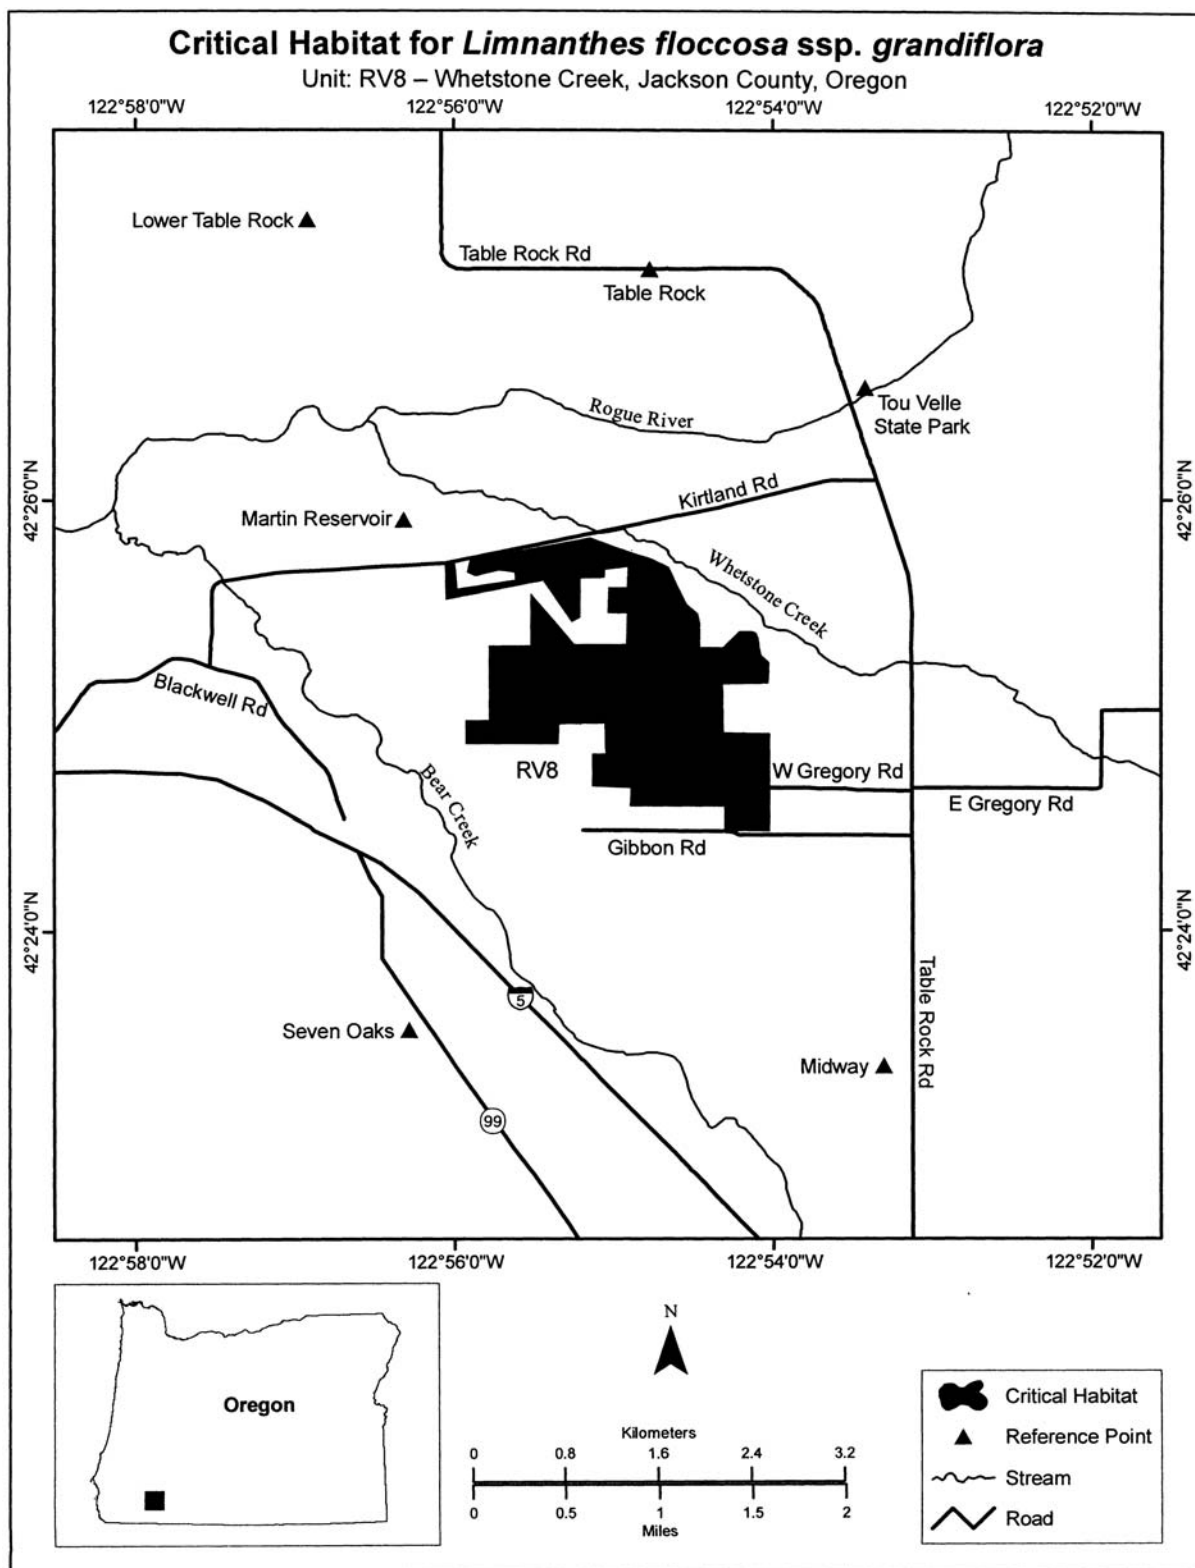 Critical Habitat for Limnanthes floccosa ssp. grandiflora
Unit: RV8 – Whetstone Creek, Jackson County, Oregon
122°58'0"W
122°56'0"W
122°54'0"W
122°52'0"W
Lower Table Rock
Table Rock Rd
Table Rock
Rogue River
Tou Velle
State Park
42°26'0"N
42°26'0"N
Kirtland Rd
Martin Reservoir
Whetstone Creek
Blackwell Rd
Bear Creek
RV8
W Gregory Rd
E Gregory Rd
Gibbon Rd
42°24'0"N
42°24'0"N
5
Table Rock Rd
Seven Oaks
Midway
99
122°58'0"W
122°56'0"W
122°54'0"W
122°52'0"W
Oregon
N
Kilometers
0 0.8 1.6 2.4 3.2
0 0.5 1 1.5 2
Miles
Critical Habitat
Reference Point
Stream
Road